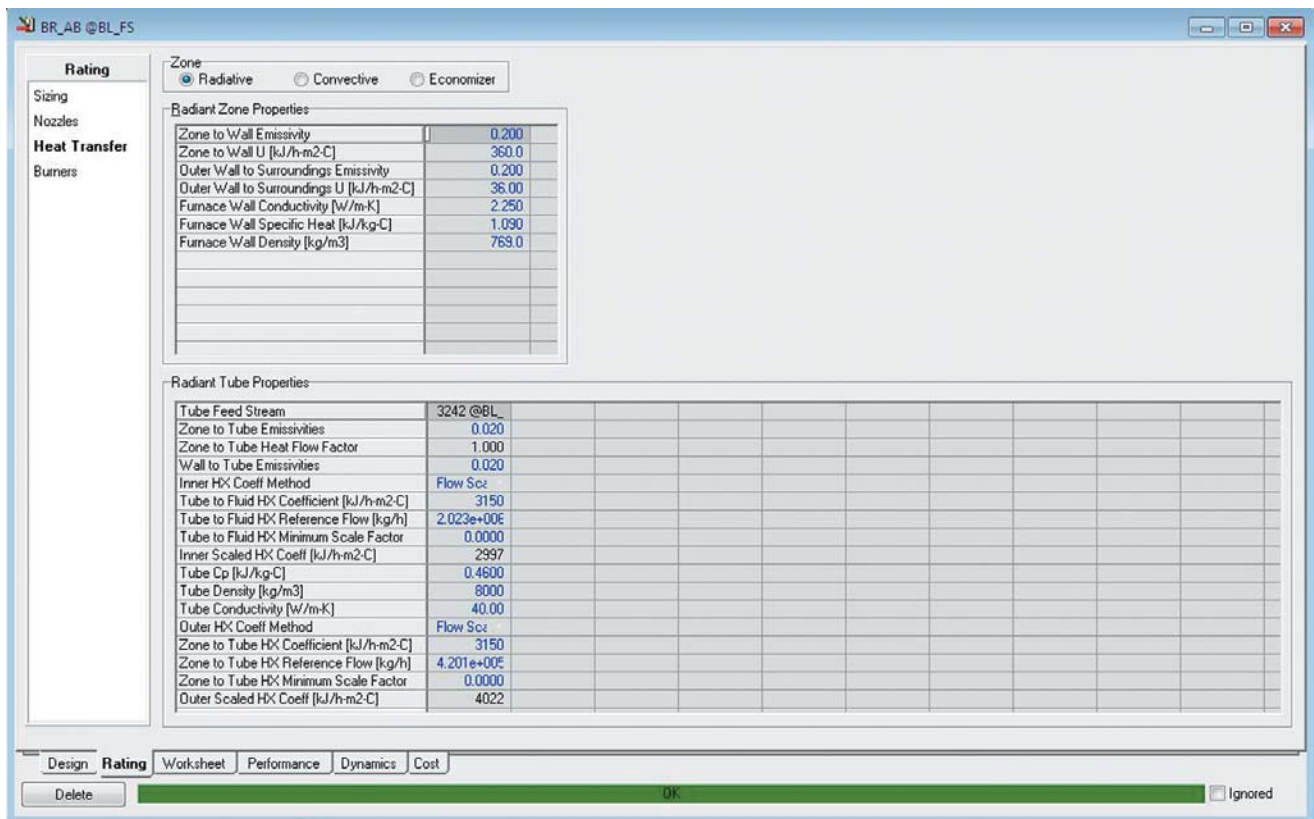 BR_AB @BL_FS
Rating
Sizing
Nozzles
Heat Transfer
Burners
Zone
Radiative Convective Economizer
Radiant Zone Properties
Zone to Wall Emissivity 0.200
Zone to Wall U [kJ/h-m2-C] 360.0
Outer Wall to Surroundings Emissivity 0.200
Outer Wall to Surroundings U [kJ/h-m2-C] 36.00
Furnace Wall Conductivity [W/m-K] 2.250
Furnace Wall Specific Heat [kJ/kg-C] 1.090
Furnace Wall Density [kg/m3] 769.0
Radiant Tube Properties
Tube Feed Stream 3242 @BL_
Zone to Tube Emissivities 0.020
Zone to Tube Heat Flow Factor 1.000
Wall to Tube Emissivities 0.020
Inner HX Coeff Method Flow Sca
Tube to Fluid HX Coefficient [kJ/h-m2-C] 3150
Tube to Fluid HX Reference Flow [kg/h] 2.023e+006
Tube to Fluid HX Minimum Scale Factor 0.0000
Inner Scaled HX Coeff [kJ/h-m2-C] 2997
Tube Cp [kJ/kg-C] 0.4600
Tube Density [kg/m3] 8000
Tube Conductivity [W/m-K] 40.00
Outer HX Coeff Method Flow Sca
Zone to Tube HX Coefficient [kJ/h-m2-C] 3150
Zone to Tube HX Reference Flow [kg/h] 4.201e+005
Zone to Tube HX Minimum Scale Factor 0.0000
Outer Scaled HX Coeff [kJ/h-m2-C] 4022
Design Rating Worksheet Performance Dynamics Cost
Delete OK Ignored